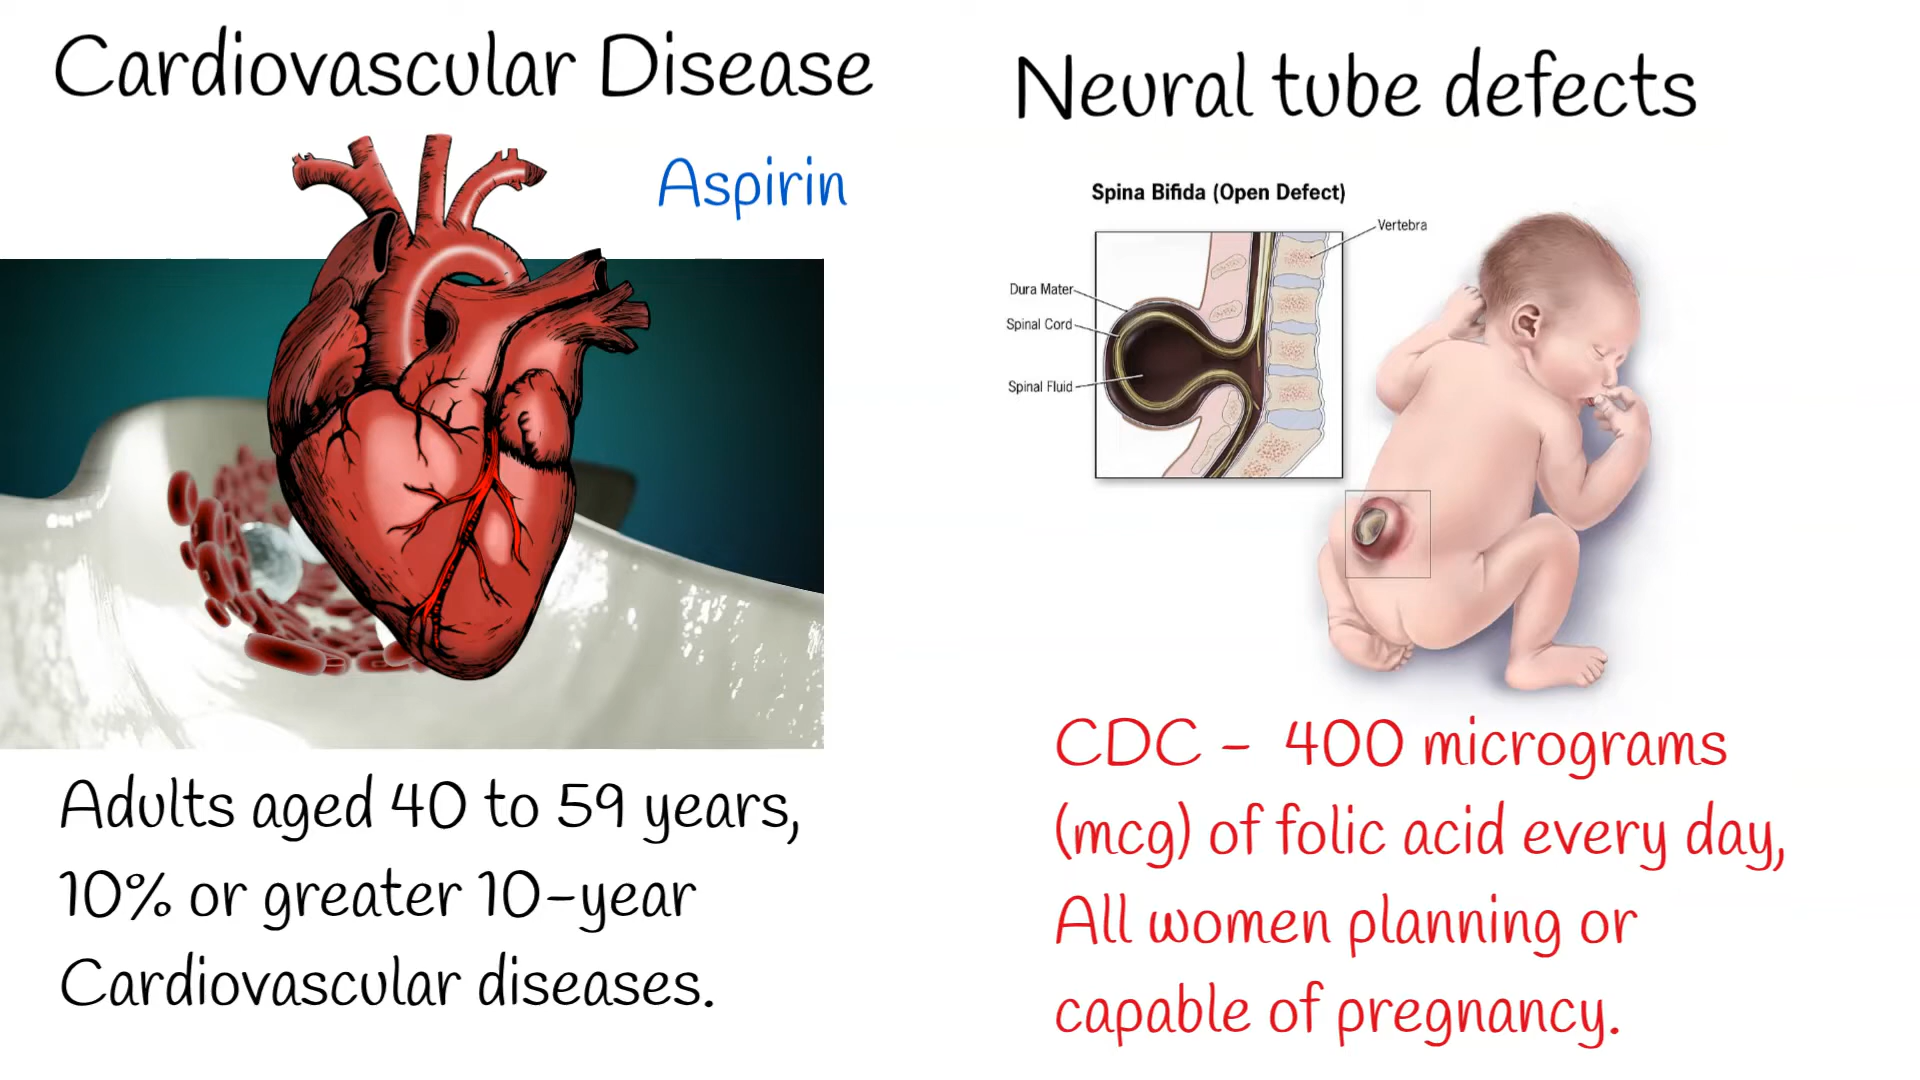 Cardiovascular Disease
Aspirin
Adults aged 40 to 59 years,
10% or greater 10-year
Cardiovascular diseases.
Neural tube defects
Spina Bifida (Open Defect)
Vertebra
Dura Mater
Spinal Cord
Spinal Fluid
CDC - 400 micrograms
(mcg) of folic acid every day,
All women planning or
capable of pregnancy.